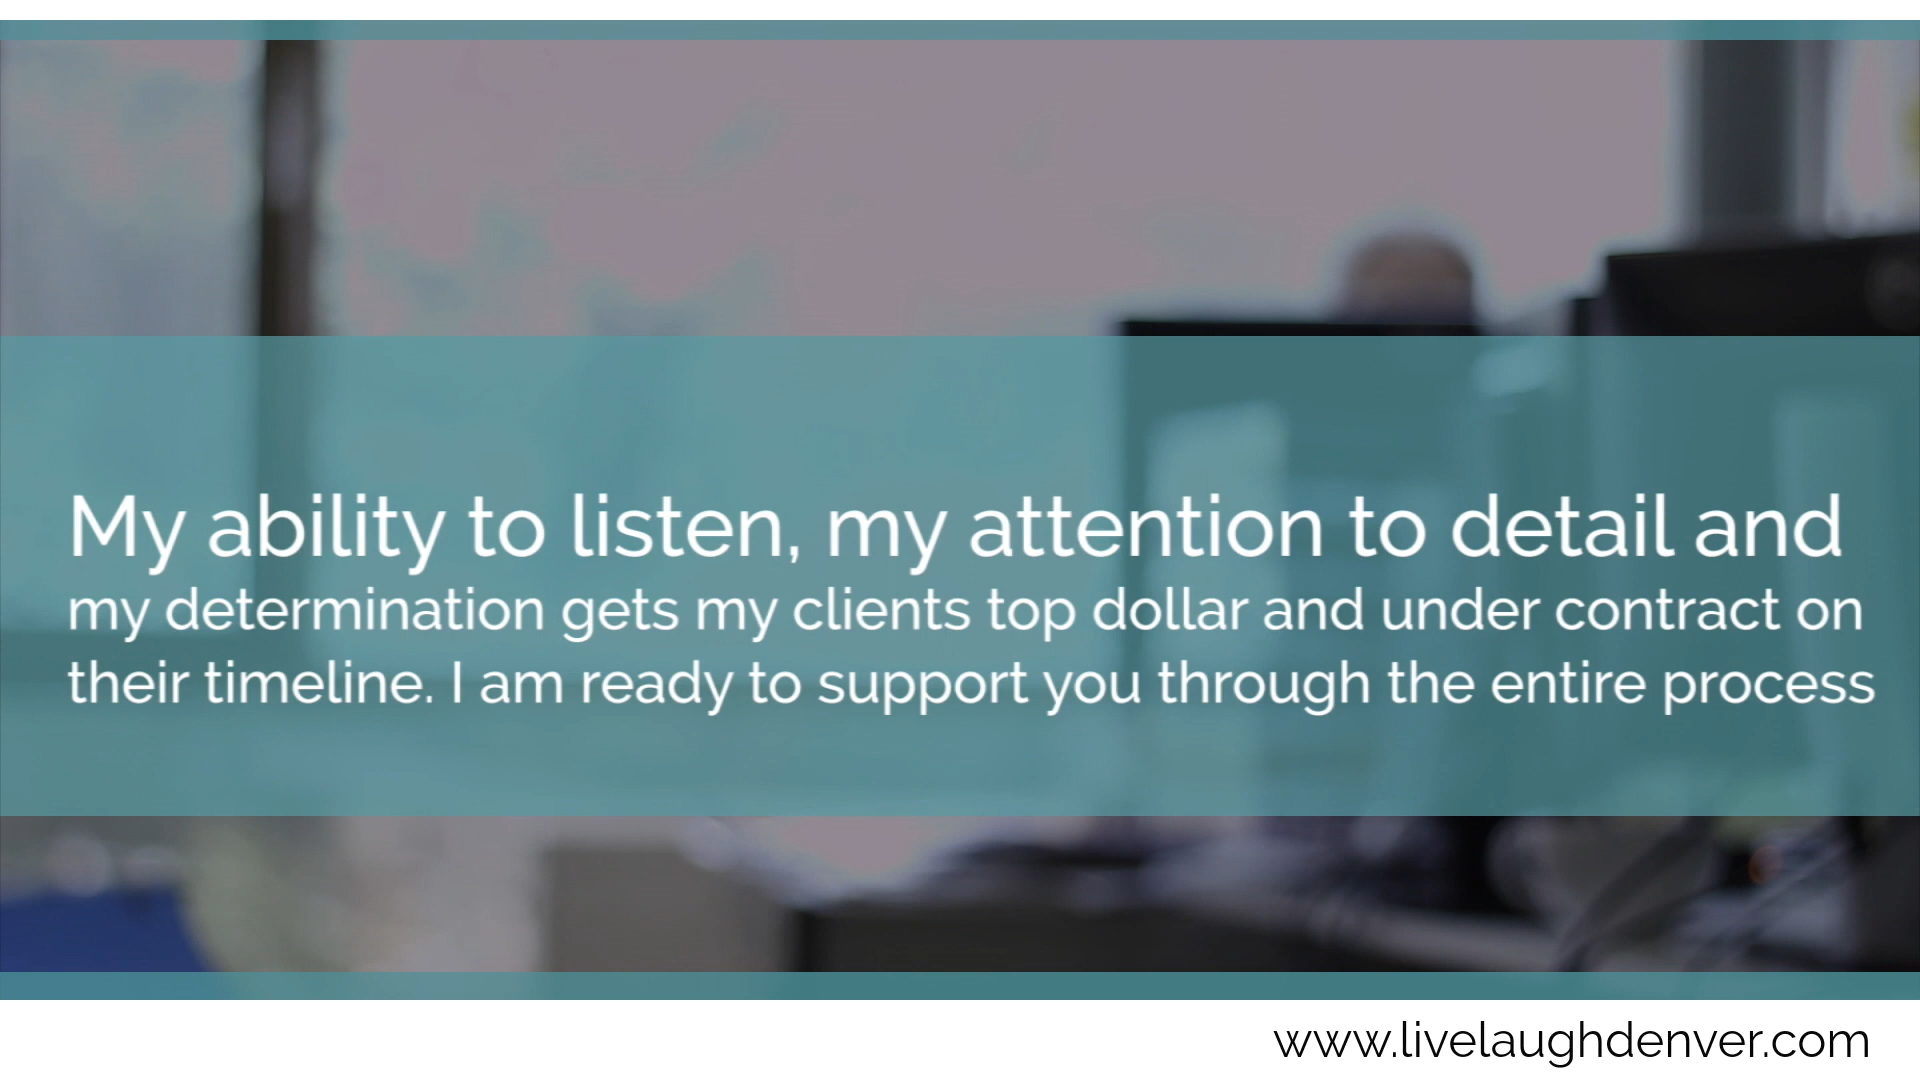 My ability to listen, my attention to detail and
my determination gets my clients top dollar and under contract on
their timeline. I am ready to support you through the entire process
www.livelaughdenver.com